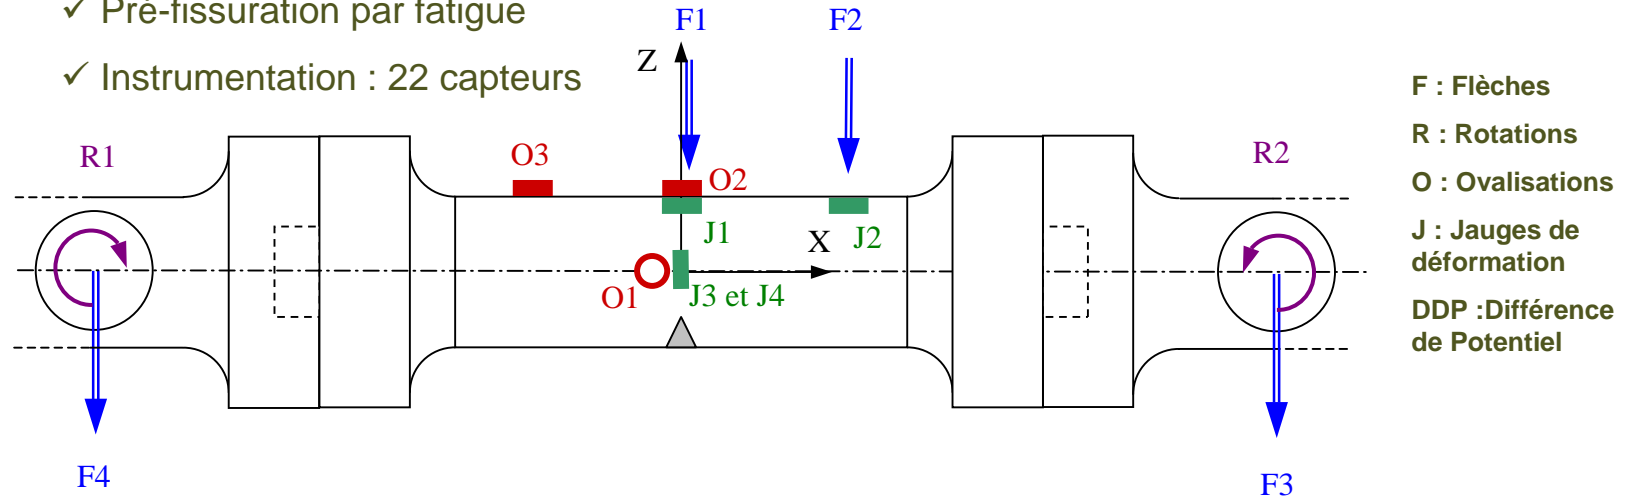 ✓ Pré-fissuration par fatigue
✓ Instrumentation : 22 capteurs
F1
F2
Z
F : Flèches
R : Rotations
O : Ovalisations
J : Jauges de
déformation
DDP :Différence
de Potentiel
R1
O3
O2
R2
J1
X
J2
O1
J3 et J4
F4
F3